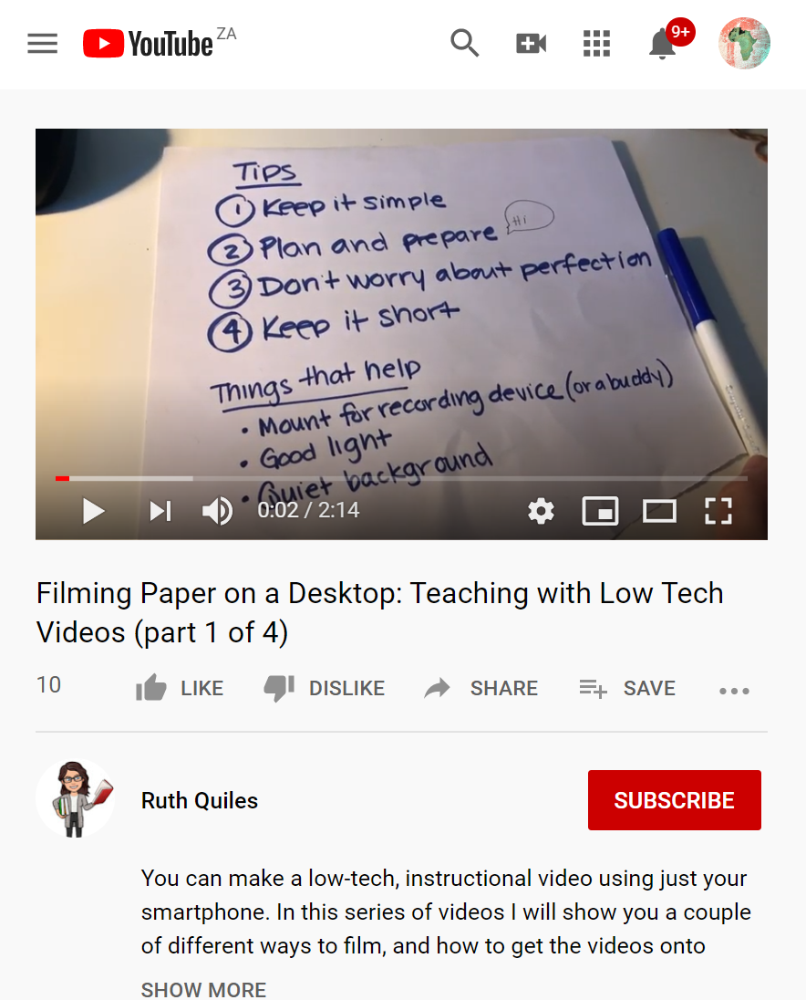 YouTube ZA
9+
Tips
1 Keep it simple
Hi
2 Plan and prepare
3 Don't worry about perfection
4 Keep it short
Things that help
• Mount for recording device (or a buddy)
• Good light
• Quiet background
0:02 / 2:14
Filming Paper on a Desktop: Teaching with Low Tech
Videos (part 1 of 4)
10
LIKE
DISLIKE
SHARE
SAVE
Ruth Quiles
SUBSCRIBE
You can make a low-tech, instructional video using just your
smartphone. In this series of videos I will show you a couple
of different ways to film, and how to get the videos onto
SHOW MORE